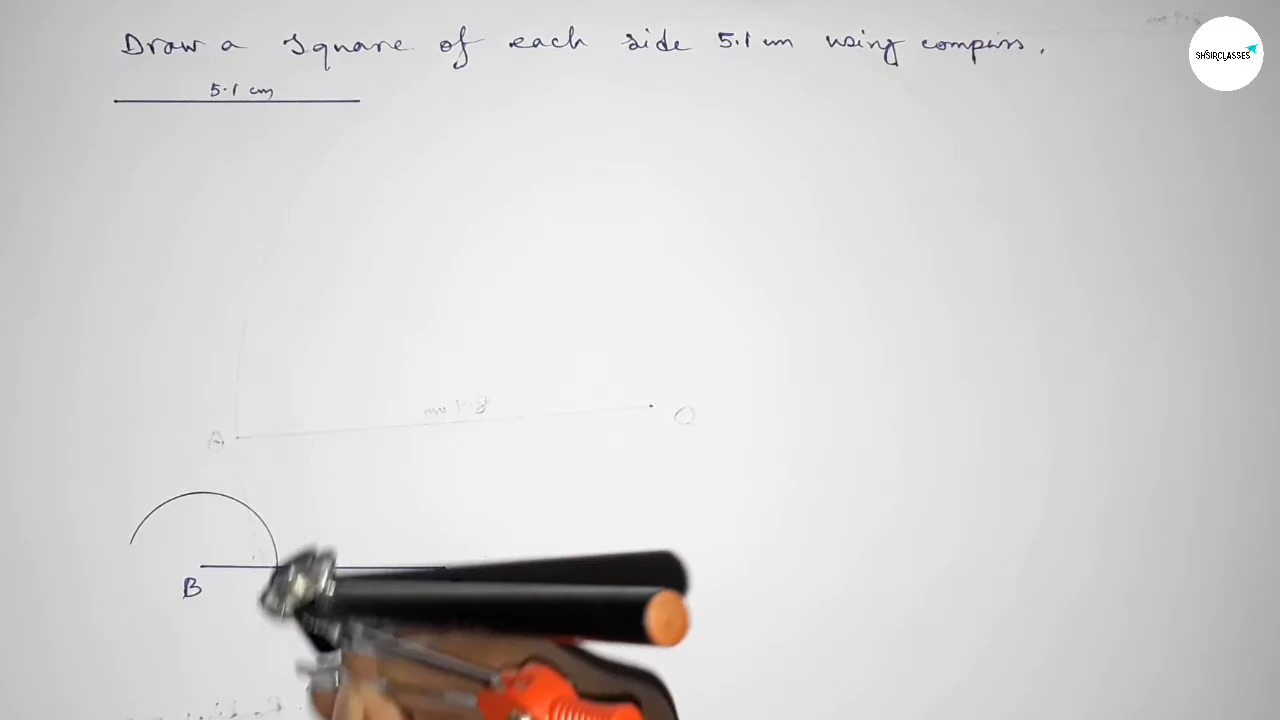 Draw a square of each side 5.1 cm using compass.
SHSIRCLASSES
5.1 cm
A
B